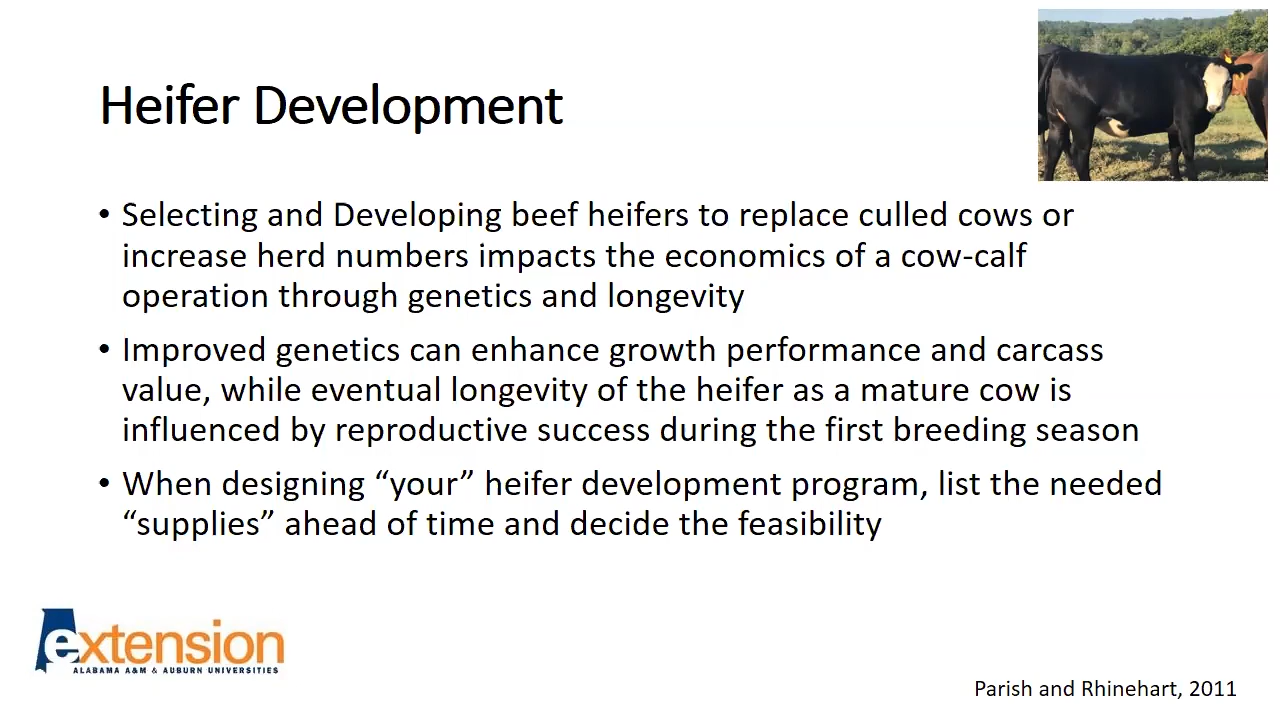 Heifer Development
• Selecting and Developing beef heifers to replace culled cows or
increase herd numbers impacts the economics of a cow-calf
operation through genetics and longevity
• Improved genetics can enhance growth performance and carcass
value, while eventual longevity of the heifer as a mature cow is
influenced by reproductive success during the first breeding season
• When designing “your” heifer development program, list the needed
“supplies” ahead of time and decide the feasibility
extension
ALABAMA A&M & AUBURN UNIVERSITIES
Parish and Rhinehart, 2011